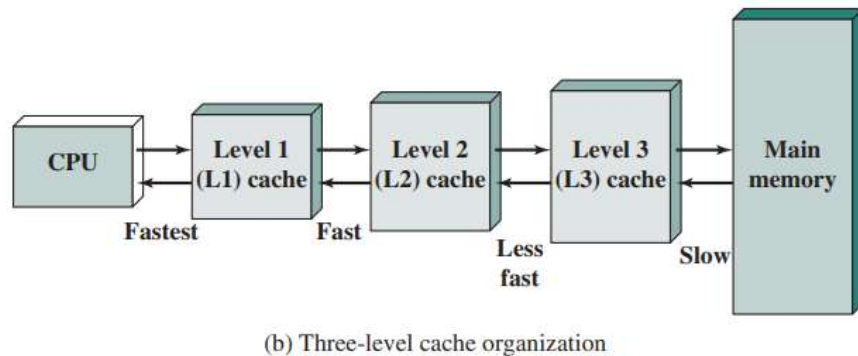 CPU
Level 1
(L1) cache
Level 2
(L2) cache
Level 3
(L3) cache
Main
memory
Fastest
Fast
Less
fast
Slow
(b) Three-level cache organization